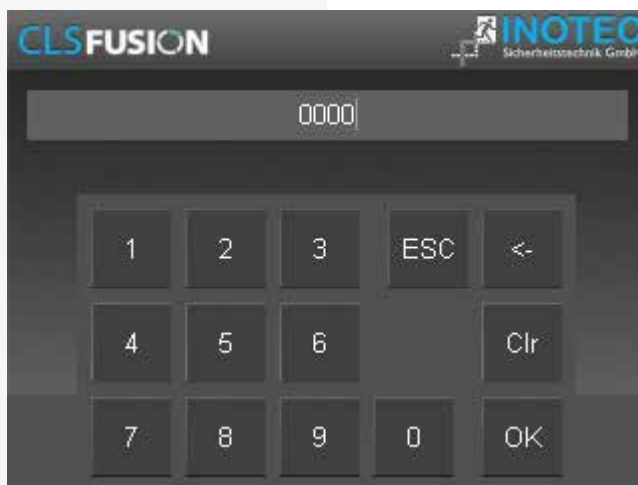 CLSFUSION
INOTEC
Sicherheitstechnik GmbH
0000
1 2 3 ESC <-
4 5 6 Clr
7 8 9 0 OK